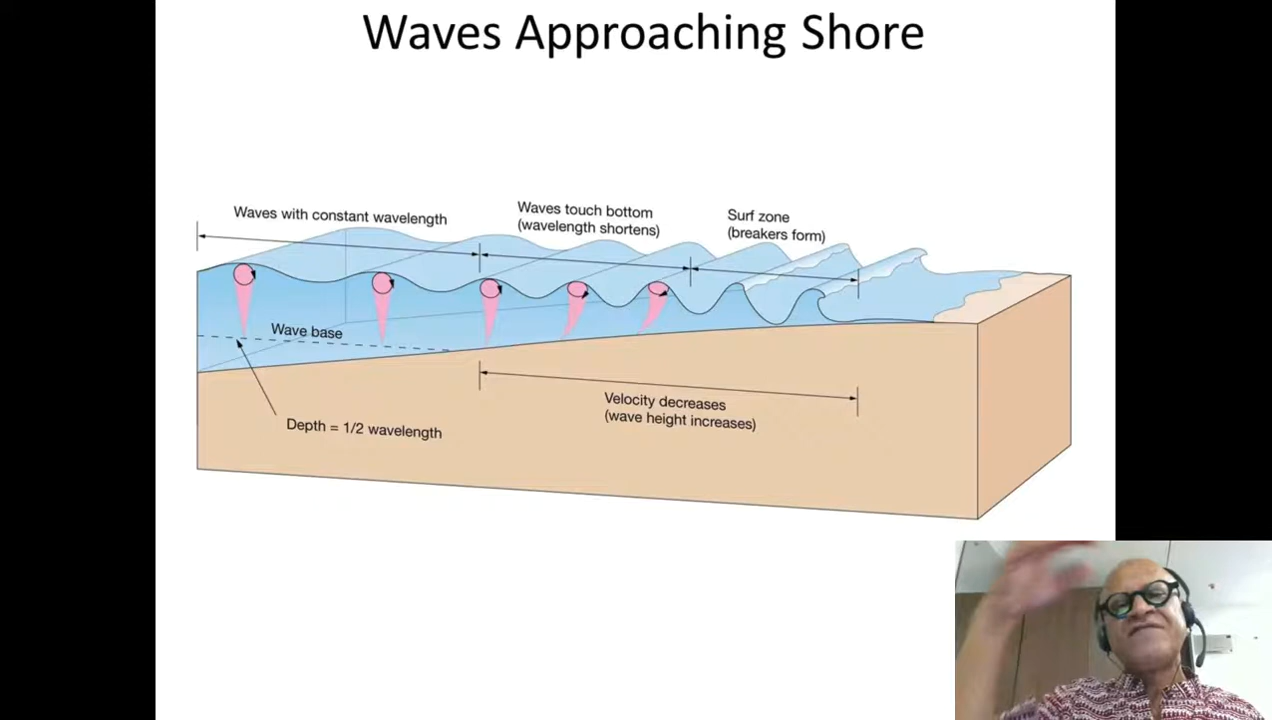 Waves Approaching Shore
Waves with constant wavelength
Waves touch bottom
(wavelength shortens)
Surf zone
(breakers form)
Wave base
Depth = 1/2 wavelength
Velocity decreases
(wave height increases)